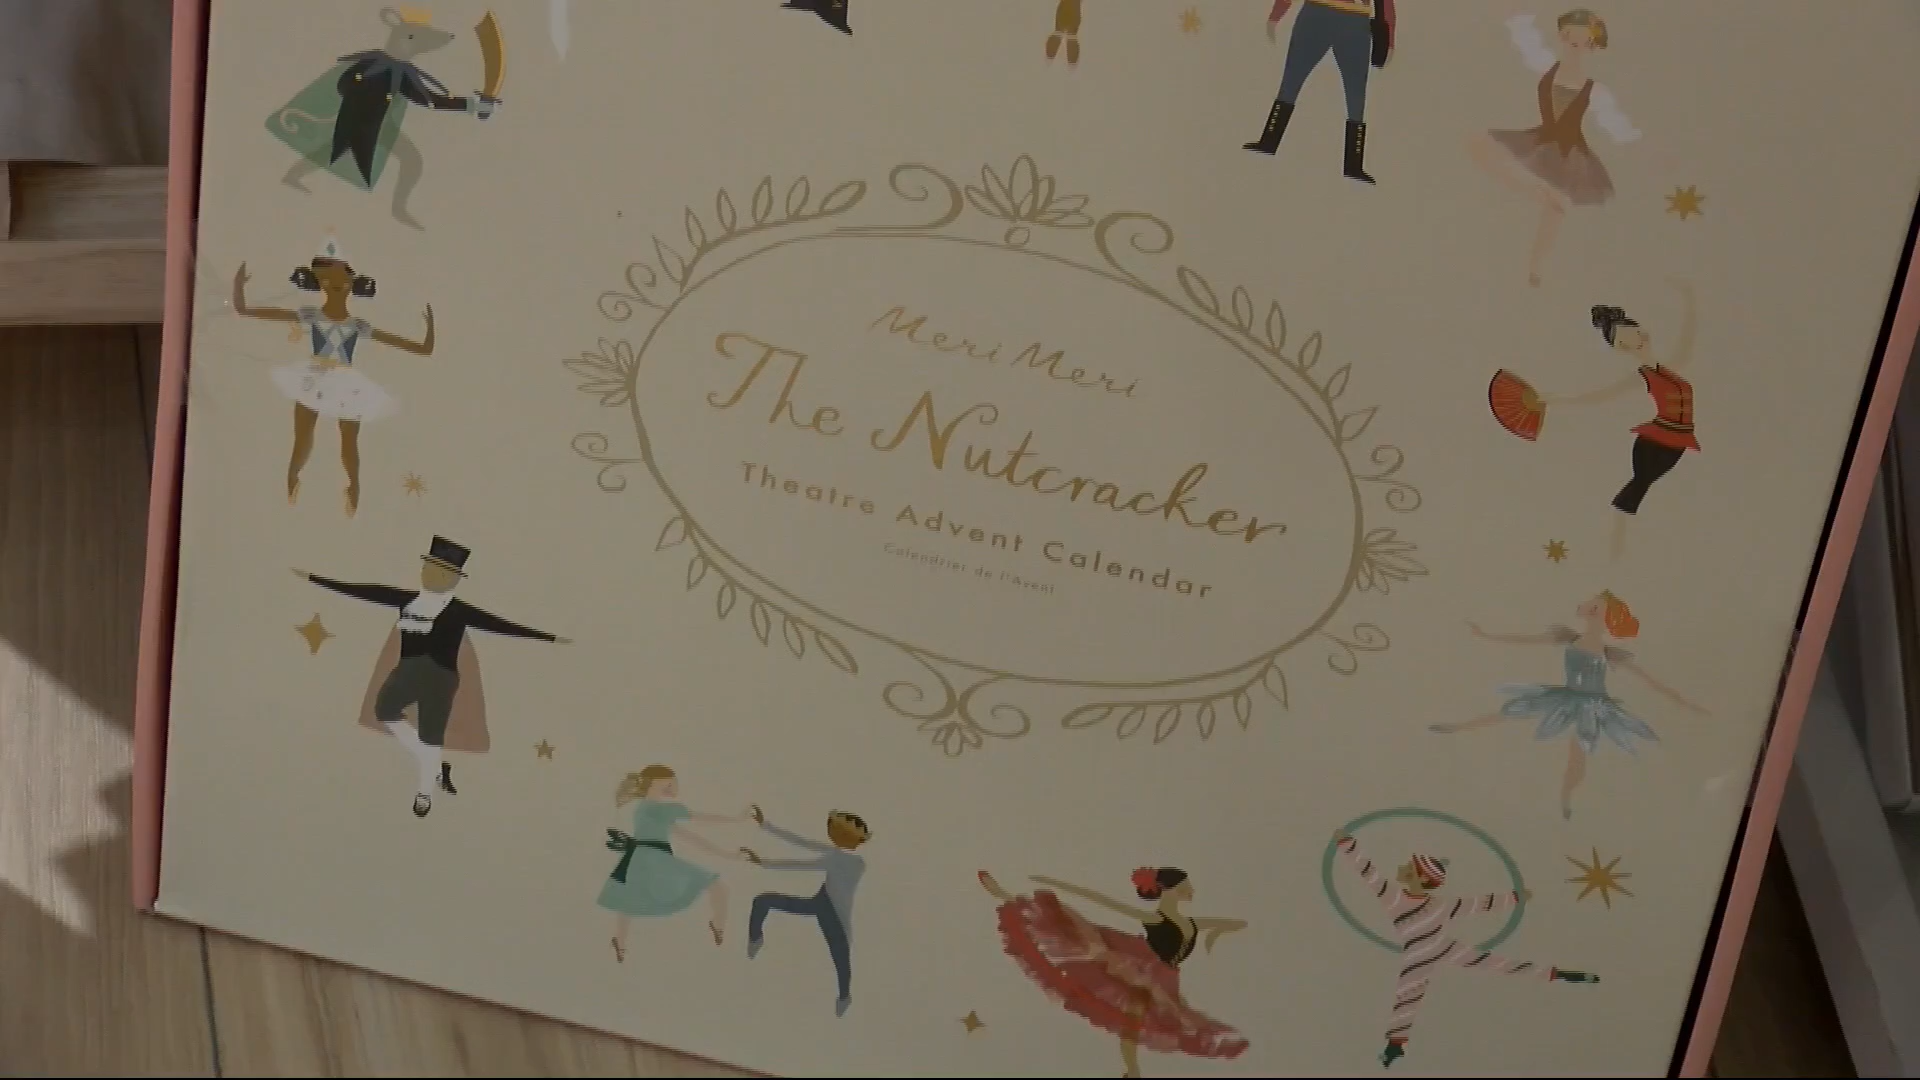 Meri Meri
The Nutcracker
Theatre Advent Calendar
Calendrier de l'Avent